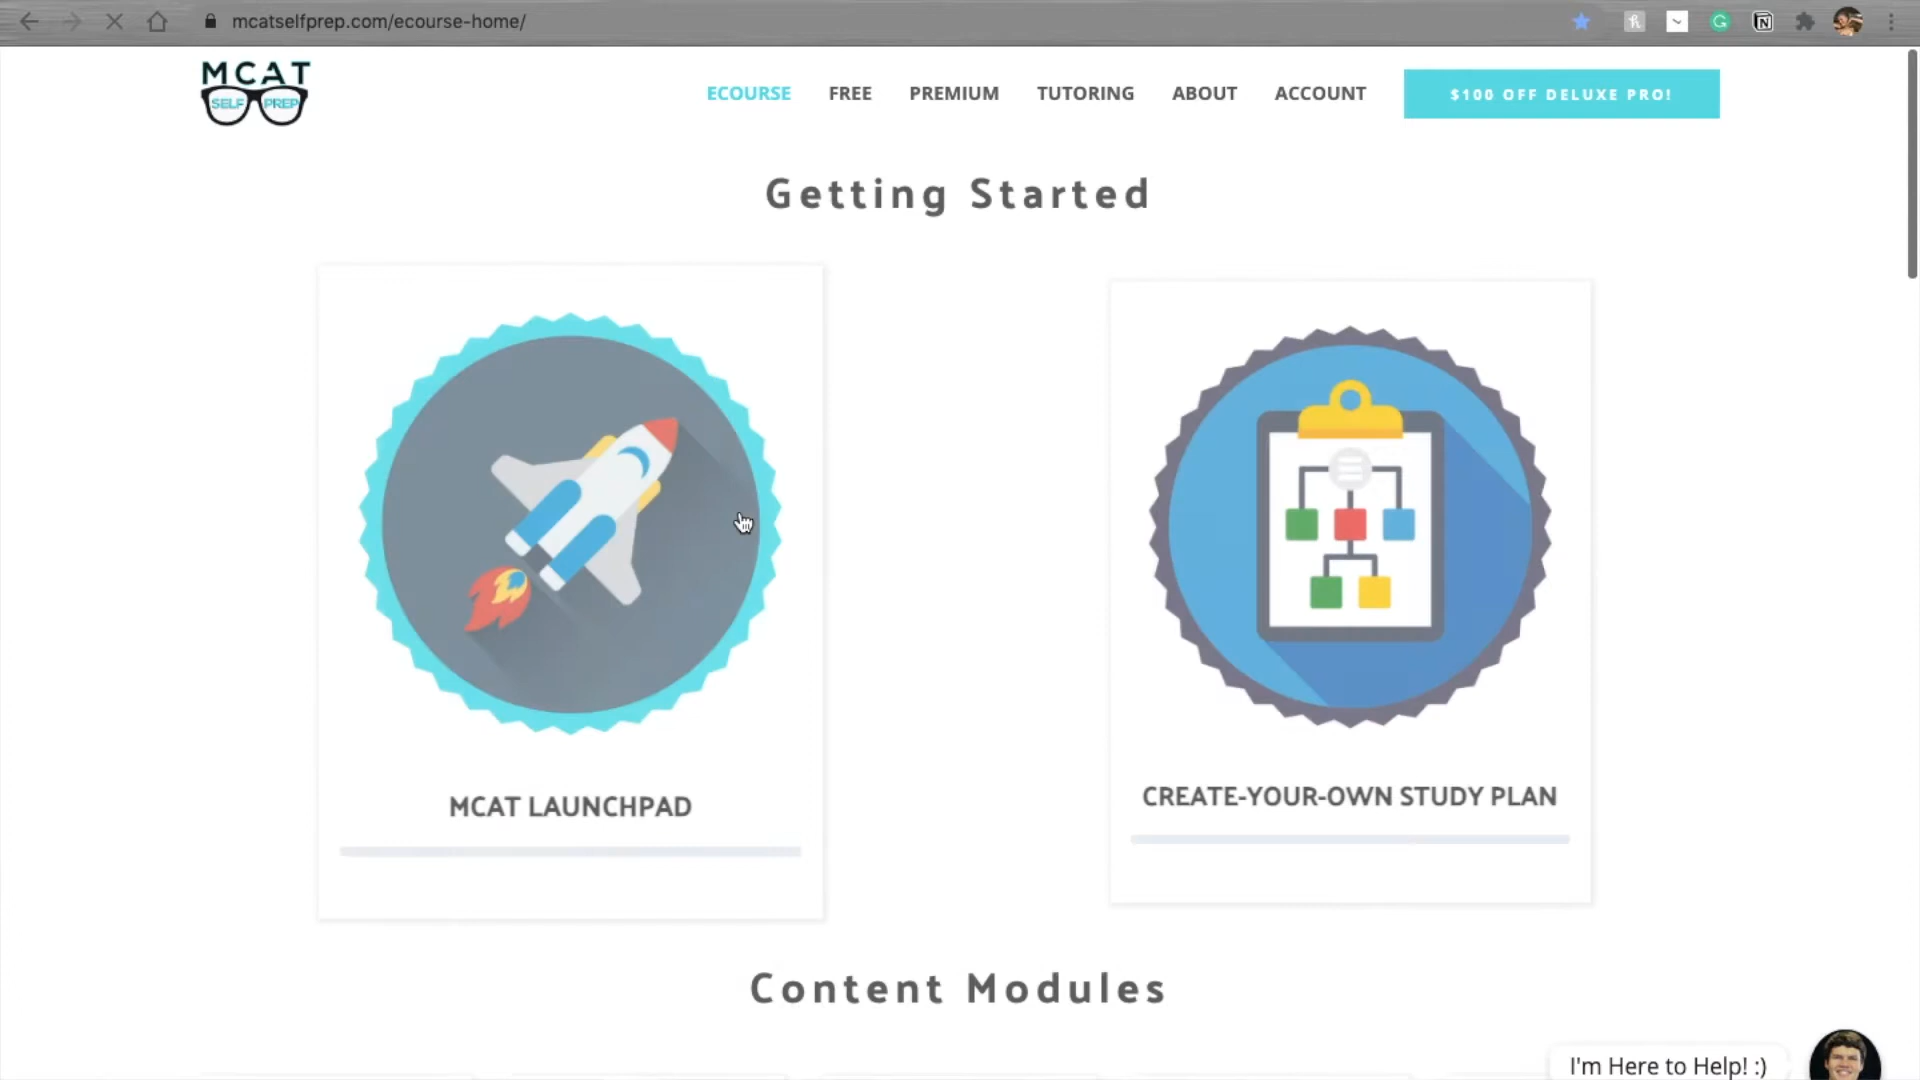 mcatselfprep.com/ecourse-home/
MCAT
SELF PREP
ECOURSE
FREE
PREMIUM
TUTORING
ABOUT
ACCOUNT
$100 OFF DELUXE PRO!
Getting Started
MCAT LAUNCHPAD
CREATE-YOUR-OWN STUDY PLAN
Content Modules
I'm Here to Help! :)